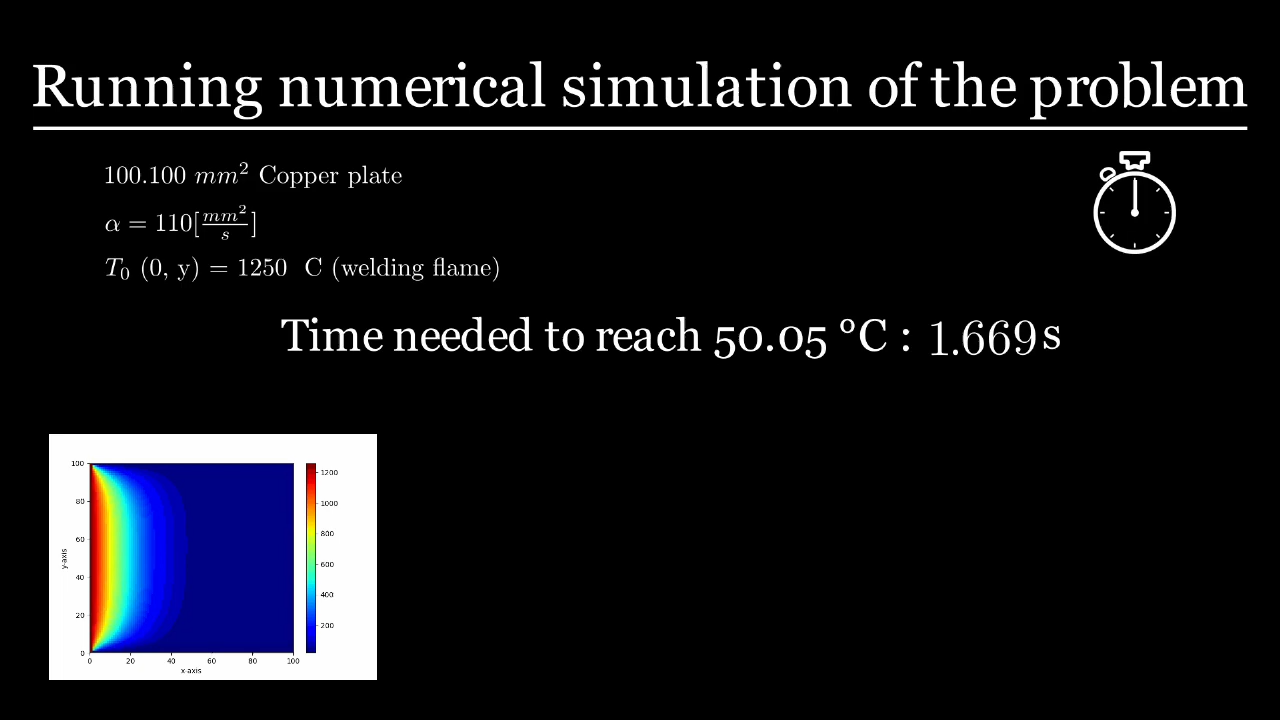 Running numerical simulation of the problem
100.100 mm² Copper plate
α = 110[mm²/s]
T₀ (0, y) = 1250 C (welding flame)
Time needed to reach 50.05 ºC : 1.669s
100
80
60
40
20
0
y-axis
0 20 40 60 80 100
x-axis
1200
1000
800
600
400
200